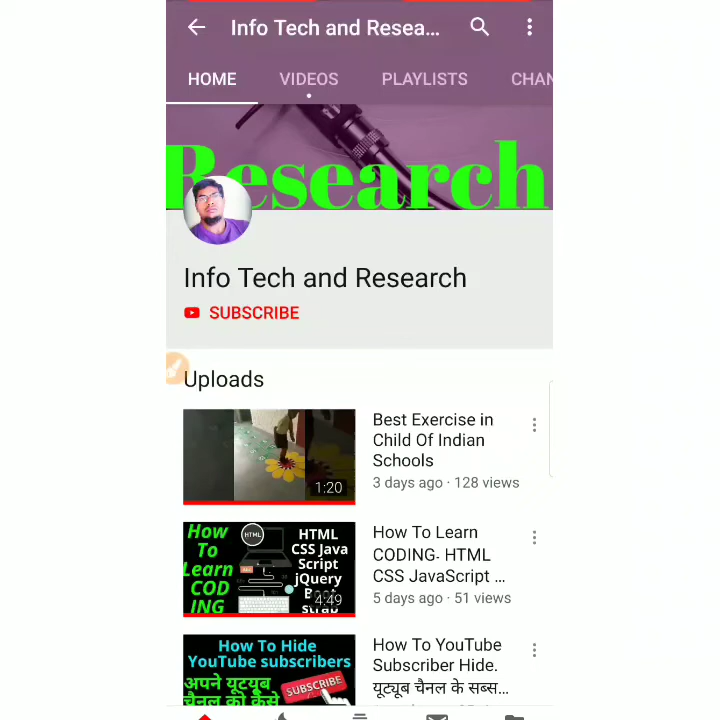 Info Tech and Resea...
HOME VIDEOS PLAYLISTS CHAN
Research
Info Tech and Research
SUBSCRIBE
Uploads
1:20
Best Exercise in
Child Of Indian
Schools
3 days ago · 128 views
How
To
Learn
COD
ING
HTML
HTML
CSS Java
Script
jQuery
4:49
How To Learn
CODING- HTML
CSS JavaScript ...
5 days ago · 51 views
How To Hide
YouTube subscribers
अपने यूट्यूब
चैनल को कैसे
SUBSCRIBE
How To YouTube
Subscriber Hide.
यूट्यूब चैनल के सब्स...